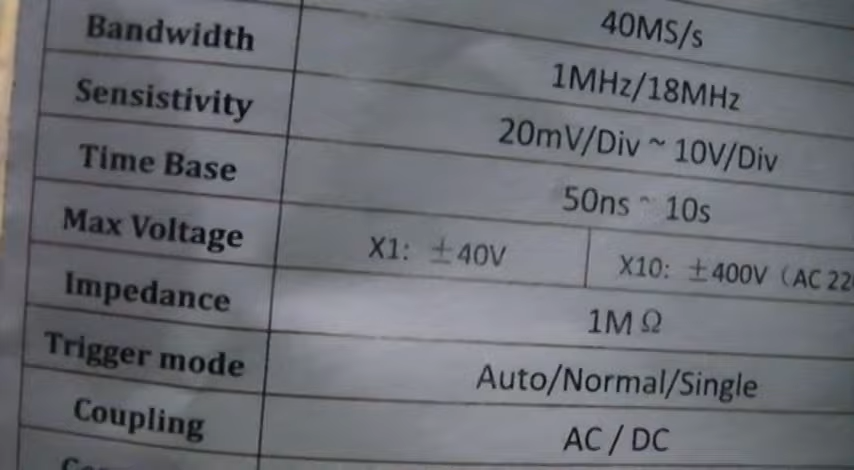 40MS/s
Bandwidth 1MHz/18MHz
Sensistivity 20mV/Div ~ 10V/Div
Time Base 50ns ~ 10s
Max Voltage X1: ±40V X10: ±400V (AC 22
Impedance 1M Ω
Trigger mode Auto/Normal/Single
Coupling AC / DC